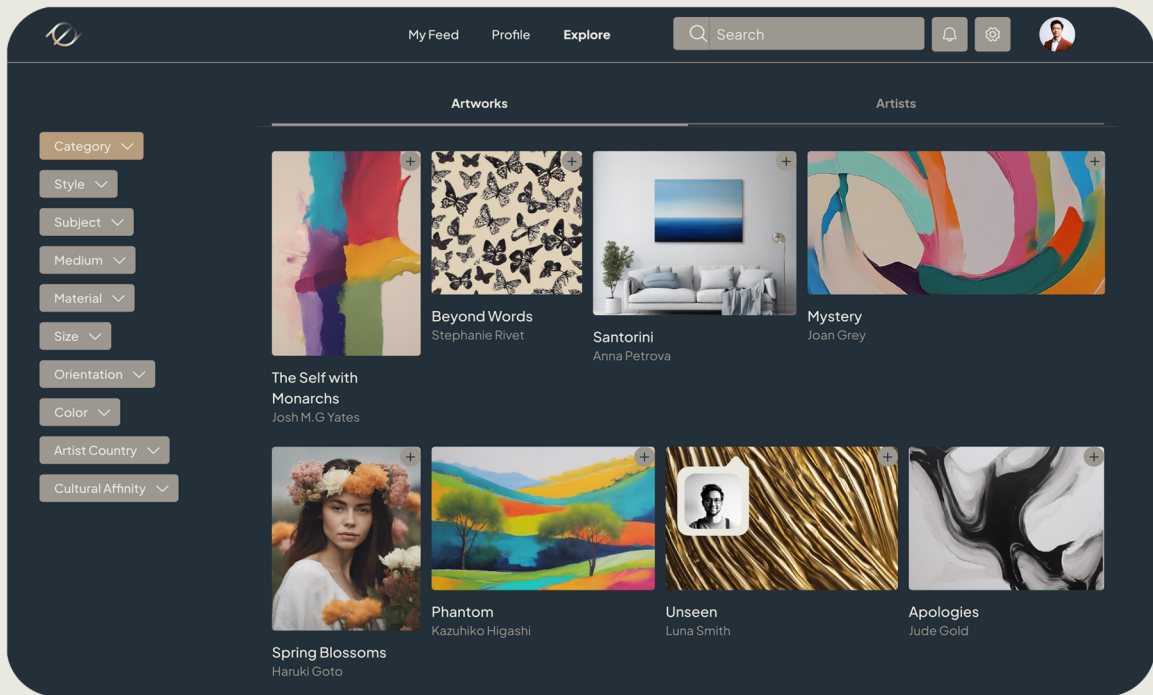 My Feed
Profile
Explore
Search
Artworks
Artists
Category
Style
Subject
Medium
Material
Size
Orientation
Color
Artist Country
Cultural Affinity
The Self with
Monarchs
Josh M.G Yates
Beyond Words
Stephanie Rivet
Santorini
Anna Petrova
Mystery
Joan Grey
Spring Blossoms
Haruki Goto
Phantom
Kazuhiko Higashi
Unseen
Luna Smith
Apologies
Jude Gold